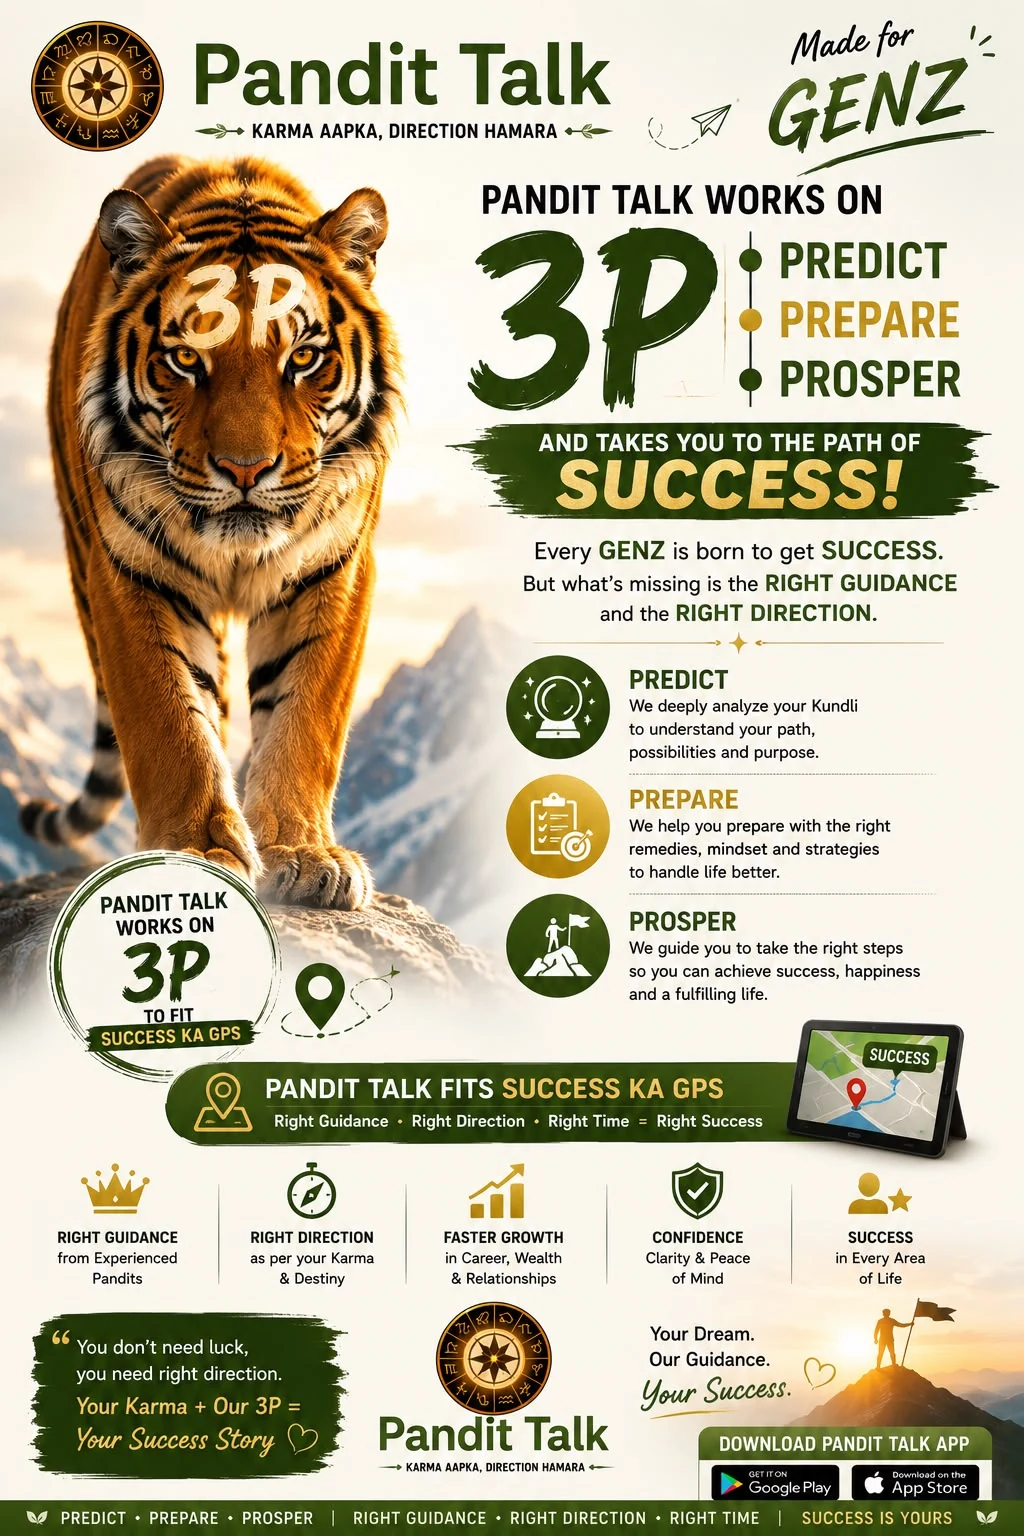 Pandit Talk
KARMA AAPKA, DIRECTION HAMARA
Made for
GENZ
3P
PANDIT TALK WORKS ON
3P
PREDICT
PREPARE
PROSPER
AND TAKES YOU TO THE PATH OF
SUCCESS!
Every GENZ is born to get SUCCESS.
But what's missing is the RIGHT GUIDANCE
and the RIGHT DIRECTION.
PREDICT
We deeply analyze your Kundli
to understand your path,
possibilities and purpose.
PREPARE
We help you prepare with the right
remedies, mindset and strategies
to handle life better.
PROSPER
We guide you to take the right steps
so you can achieve success, happiness
and a fulfilling life.
PANDIT TALK
WORKS ON
3P
TO FIT
SUCCESS KA GPS
PANDIT TALK FITS SUCCESS KA GPS
Right Guidance • Right Direction • Right Time = Right Success
SUCCESS
RIGHT GUIDANCE
from Experienced
Pandits
RIGHT DIRECTION
as per your Karma
& Destiny
FASTER GROWTH
in Career, Wealth
& Relationships
CONFIDENCE
Clarity & Peace
of Mind
SUCCESS
in Every Area
of Life
“ You don't need luck,
you need right direction.
Your Karma + Our 3P =
Your Success Story
Pandit Talk
KARMA AAPKA, DIRECTION HAMARA
Your Dream.
Our Guidance.
Your Success.
DOWNLOAD PANDIT TALK APP
GET IT ON
Google Play
Download on the
App Store
PREDICT • PREPARE • PROSPER | RIGHT GUIDANCE • RIGHT DIRECTION • RIGHT TIME | SUCCESS IS YOURS